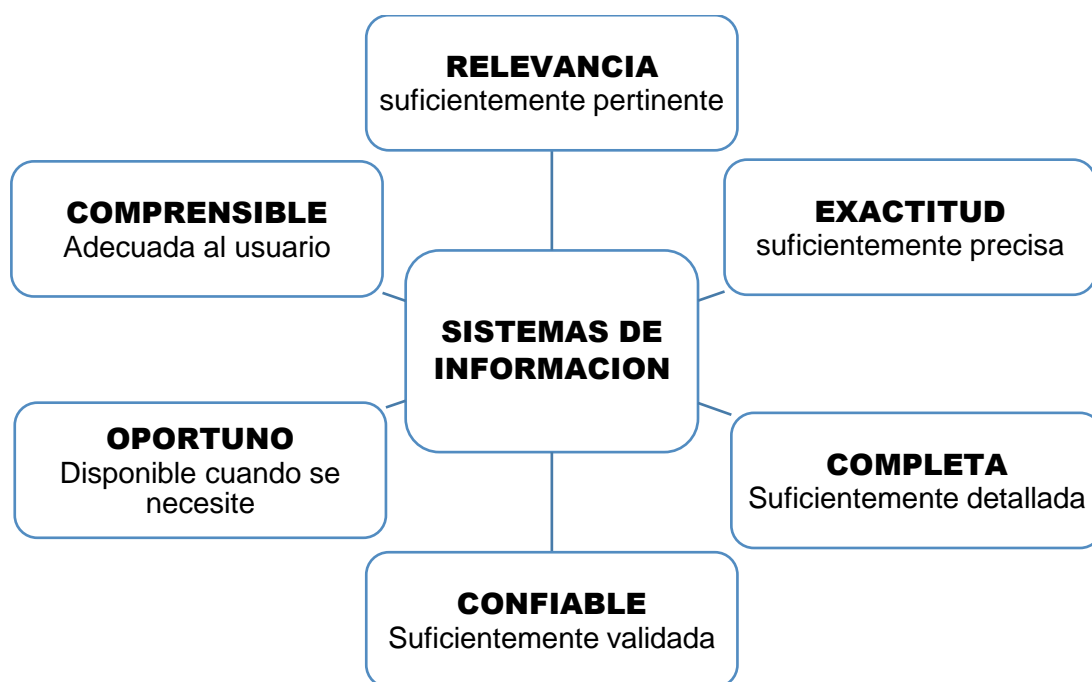 RELEVANCIA
suficientemente pertinente
COMPRENSIBLE
Adecuada al usuario
EXACTITUD
suficientemente precisa
SISTEMAS DE
INFORMACION
OPORTUNO
Disponible cuando se
necesite
COMPLETA
Suficientemente detallada
CONFIABLE
Suficientemente validada